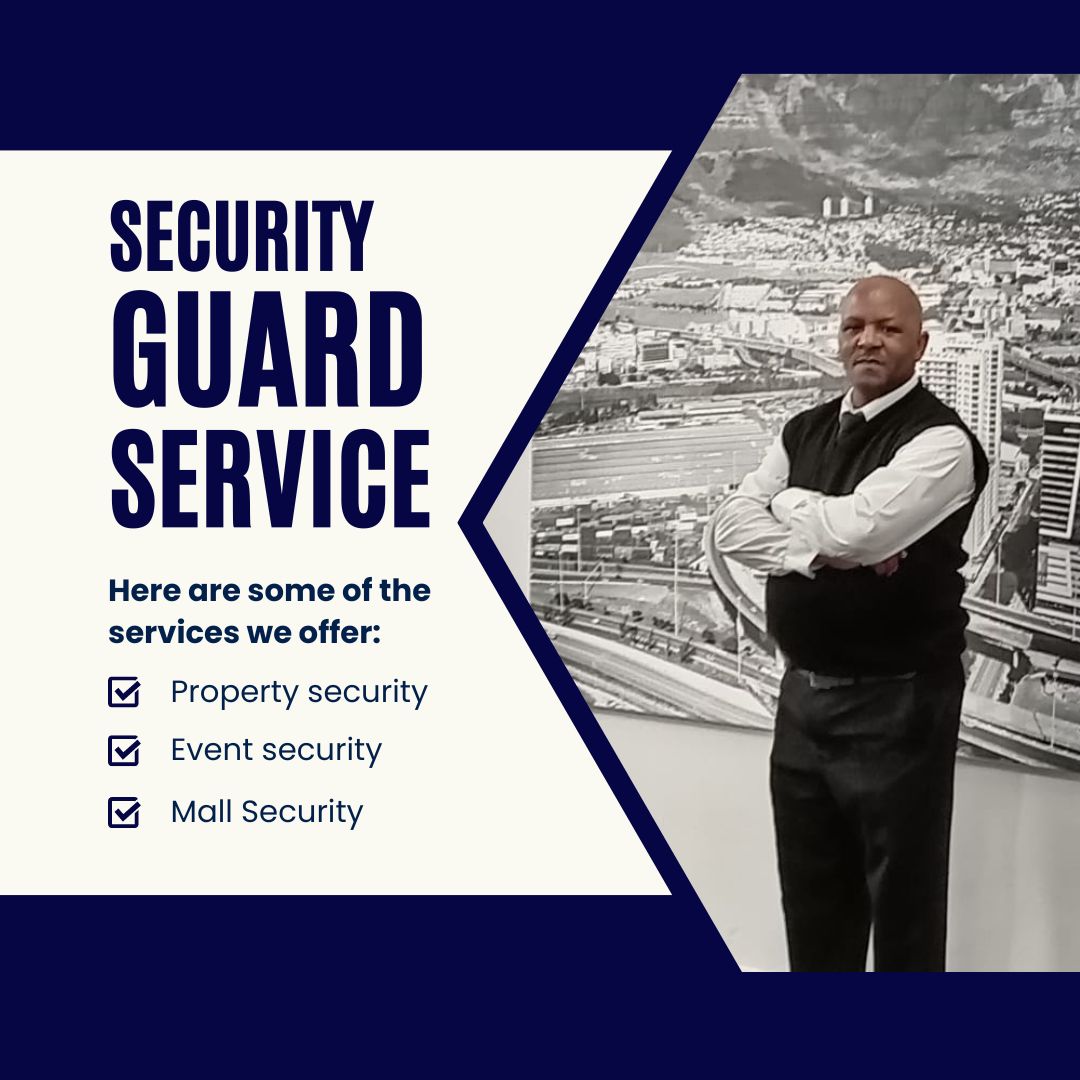 SECURITY
GUARD
SERVICE
Here are some of the
services we offer:
Property security
Event security
Mall Security